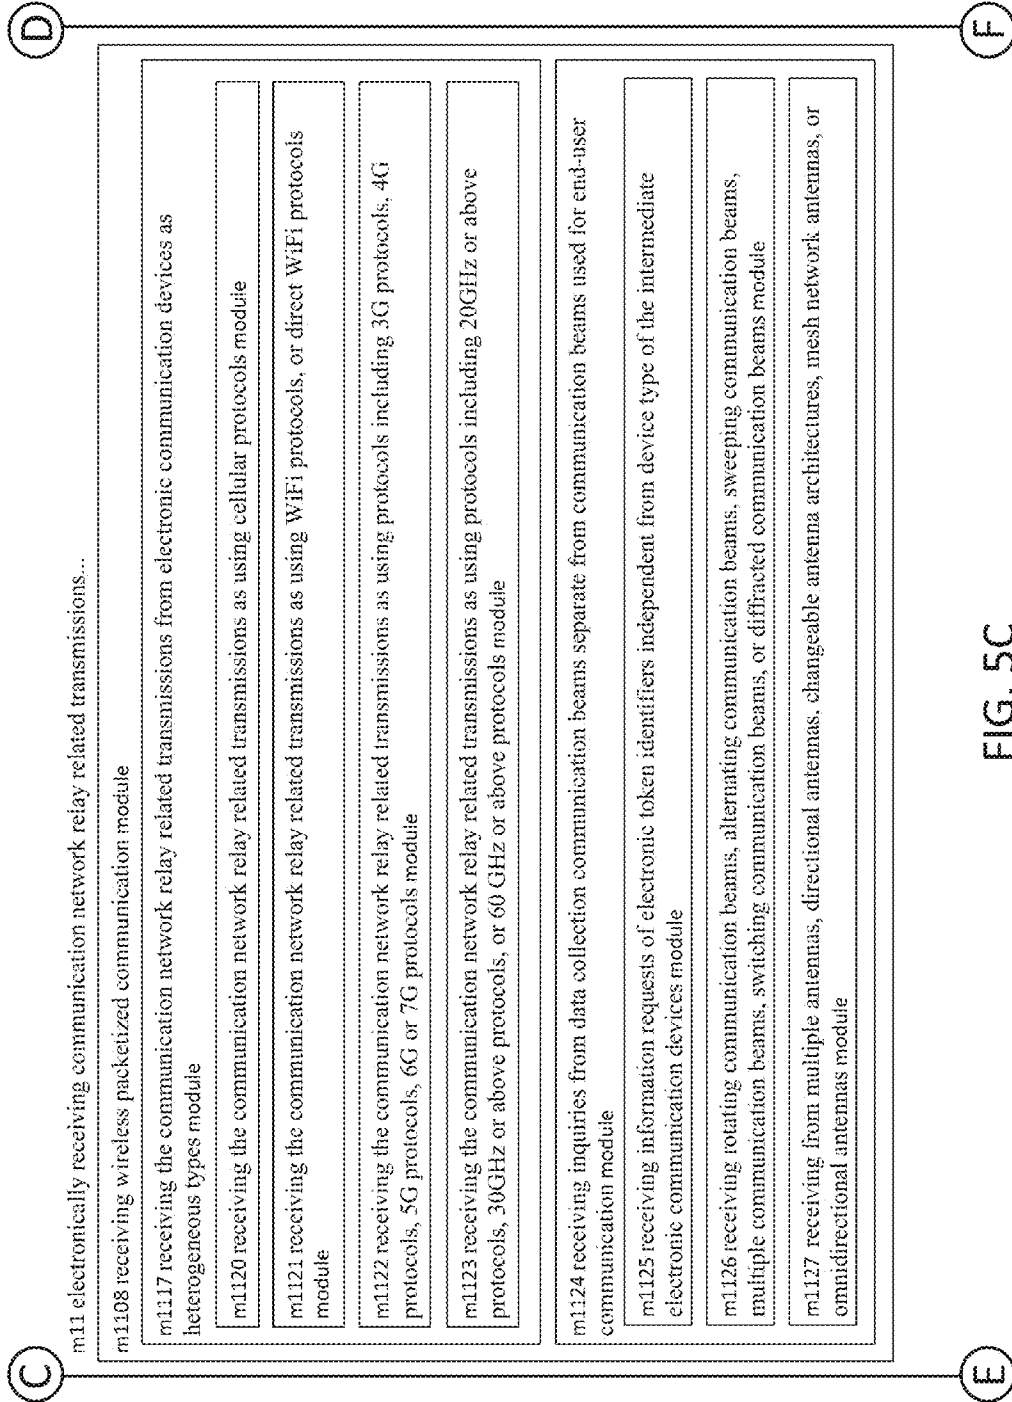 C
D
m11 electronically receiving communication network relay related transmissions...
m1108 receiving wireless packetized communication module
m1117 receiving the communication network relay related transmissions from electronic communication devices as
heterogeneous types module
m1120 receiving the communication network relay related transmissions as using cellular protocols module
m1121 receiving the communication network relay related transmissions as using WiFi protocols, or direct WiFi protocols
module
m1122 receiving the communication network relay related transmissions as using protocols including 3G protocols, 4G
protocols, 5G protocols, 6G or 7G protocols module
m1123 receiving the communication network relay related transmissions as using protocols including 20GHz or above
protocols, 30GHz or above protocols, or 60 GHz or above protocols module
m1124 receiving inquiries from data collection communication beams separate from communication beams used for end-user
communication module
m1125 receiving information requests of electronic token identifiers independent from device type of the intermediate
electronic communication devices module
m1126 receiving rotating communication beams, alternating communication beams, sweeping communication beams,
multiple communication beams, switching communication beams, or diffracted communication beams module
m1127 receiving from multiple antennas, directional antennas, changeable antenna architectures, mesh network antennas, or
omnidirectional antennas module
E
F
FIG. 5C